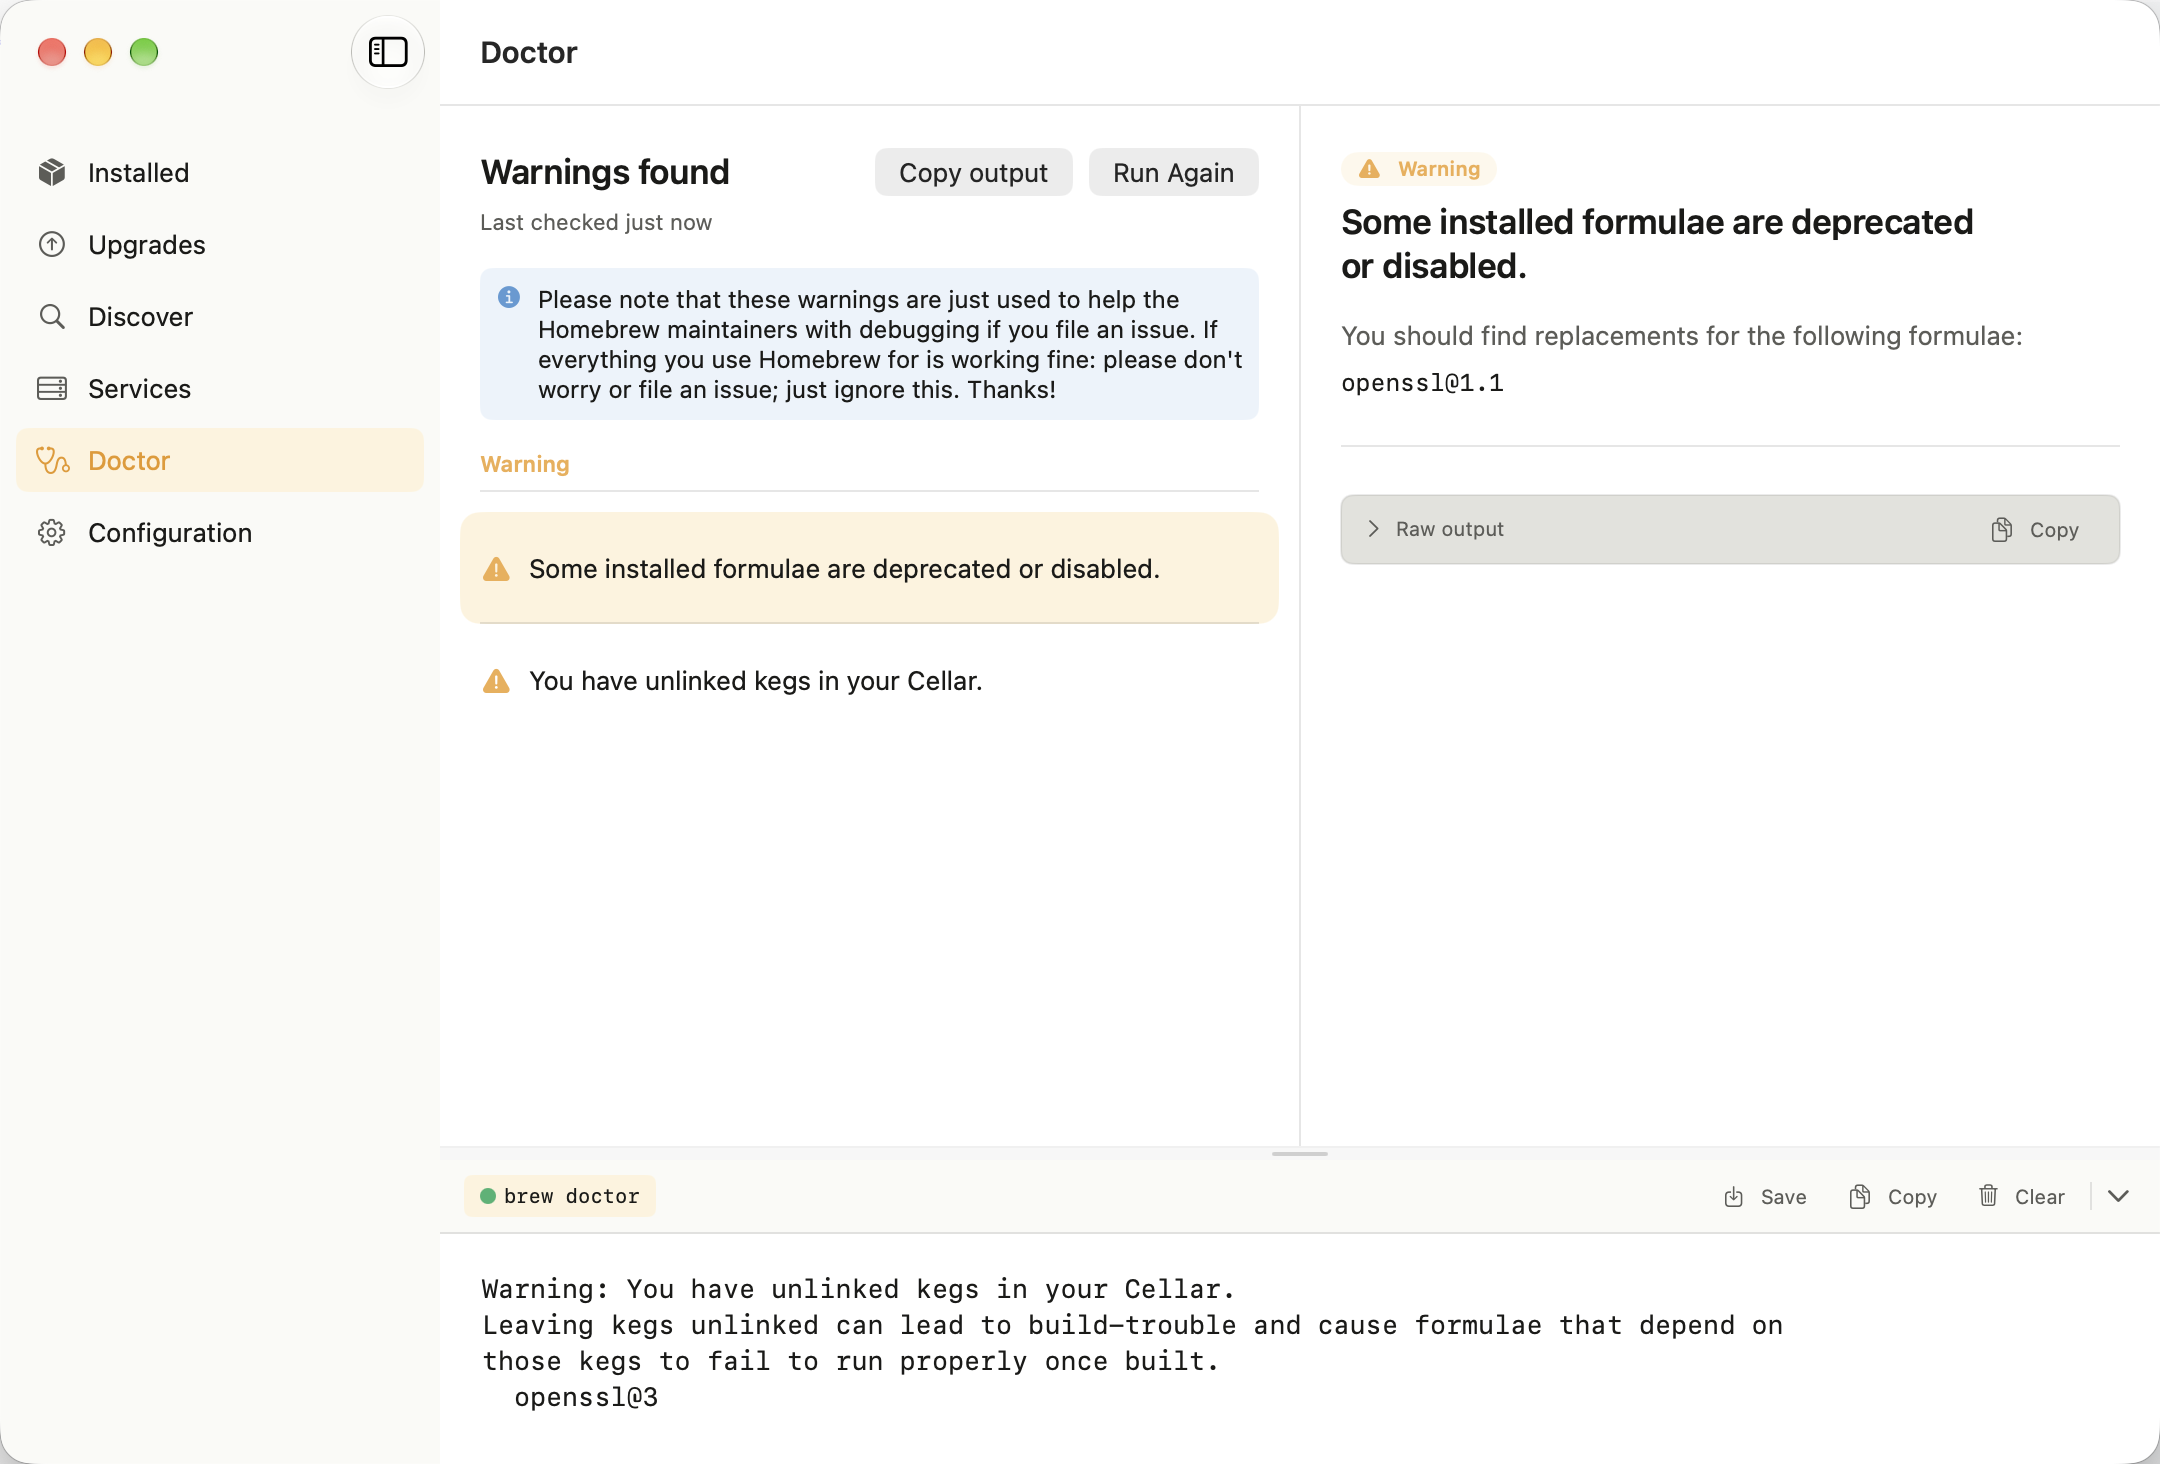 Doctor
Installed
Upgrades
Discover
Services
Doctor
Configuration
Warnings found
Copy output
Run Again
Last checked just now
Please note that these warnings are just used to help the
Homebrew maintainers with debugging if you file an issue. If
everything you use Homebrew for is working fine: please don't
worry or file an issue; just ignore this. Thanks!
Warning
Some installed formulae are deprecated or disabled.
You have unlinked kegs in your Cellar.
Warning
Some installed formulae are deprecated
or disabled.
You should find replacements for the following formulae:
openssl@1.1
Raw output
Copy
brew doctor
Save
Copy
Clear
Warning: You have unlinked kegs in your Cellar.
Leaving kegs unlinked can lead to build-trouble and cause formulae that depend on
those kegs to fail to run properly once built.
  openssl@3